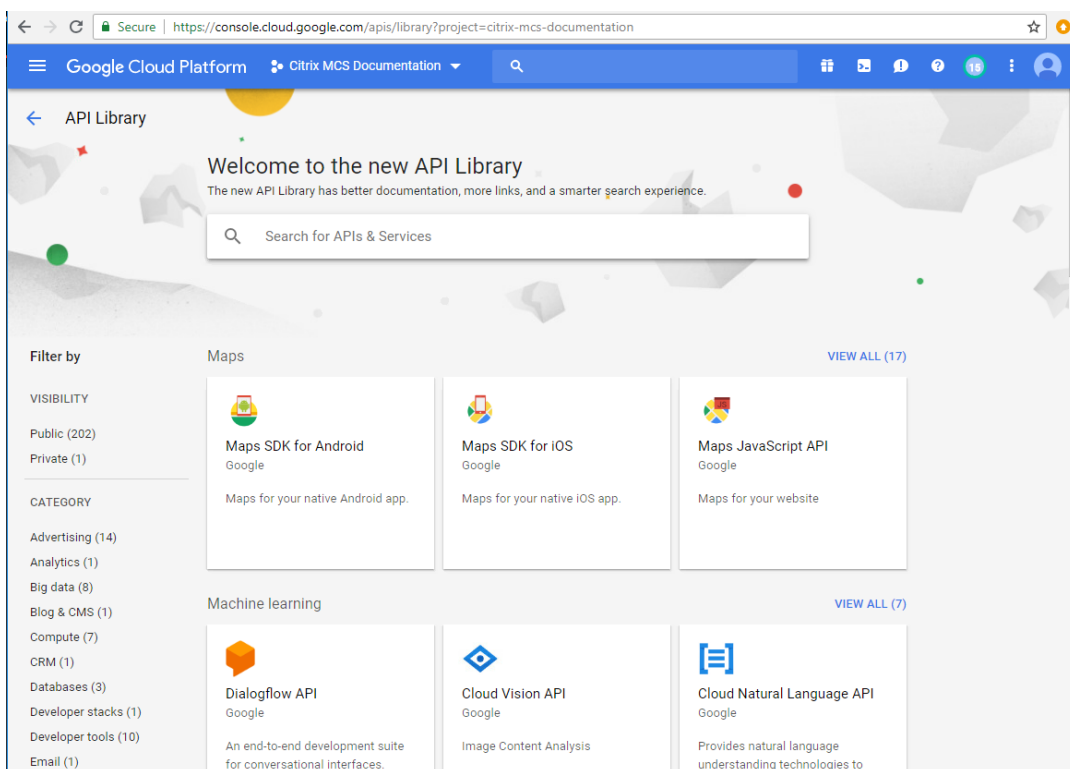 Secure | https://console.cloud.google.com/apis/library?project=citrix-mcs-documentation
Google Cloud Platform Citrix MCS Documentation 15
API Library
Welcome to the new API Library
The new API Library has better documentation, more links, and a smarter search experience.
Search for APIs & Services
Filter by
VISIBILITY
Public (202)
Private (1)
CATEGORY
Advertising (14)
Analytics (1)
Big data (8)
Blog & CMS (1)
Compute (7)
CRM (1)
Databases (3)
Developer stacks (1)
Developer tools (10)
Email (1)
Maps VIEW ALL (17)
Maps SDK for Android
Google
Maps for your native Android app.
Maps SDK for iOS
Google
Maps for your native iOS app.
JS
Maps JavaScript API
Google
Maps for your website
Machine learning VIEW ALL (7)
Dialogflow API
Google
An end-to-end development suite
for conversational interfaces.
Cloud Vision API
Google
Image Content Analysis
Cloud Natural Language API
Google
Provides natural language
understanding technologies to